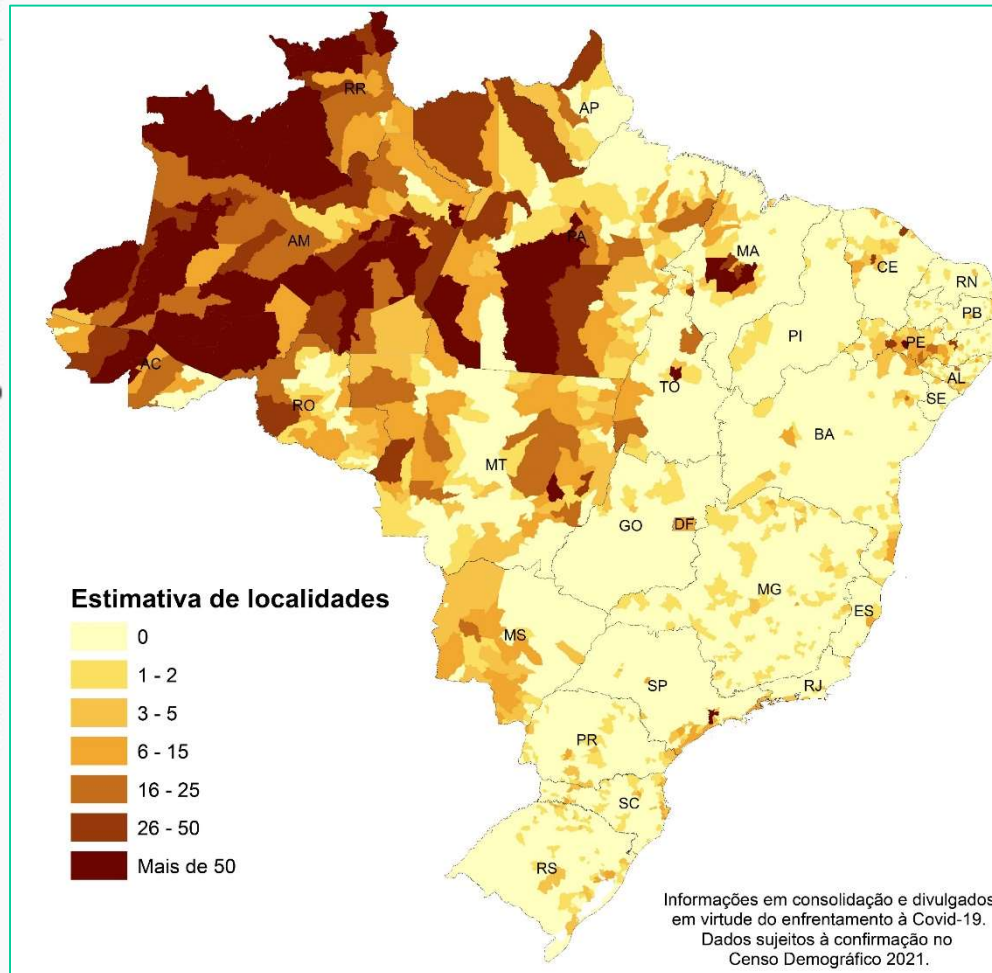 RR
AP
AM
PA
MA
CE
RN
PB
PE
AL
SE
PI
AC
TO
RO
BA
MT
GO
DF
MG
ES
MS
SP
RJ
PR
SC
RS
Estimativa de localidades
0
1 - 2
3 - 5
6 - 15
16 - 25
26 - 50
Mais de 50
Informações em consolidação e divulgados
em virtude do enfrentamento à Covid-19.
Dados sujeitos à confirmação no
Censo Demográfico 2021.